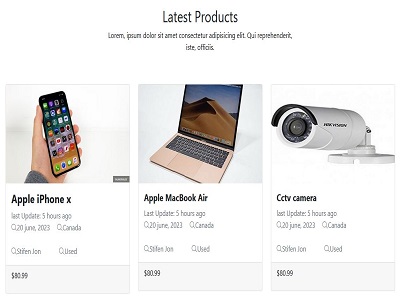 Latest Products
Lorem, ipsum dolor sit amet consectetur adipisicing elit. Qui reprehenderit,
iste, officiis.
HIKVISION
Apple iPhone x
last Update: 5 hours ago
20 june, 2023 Canada
Stifen Jon Used
$80.99
Apple MacBook Air
Last Update: 5 hours ago
20 june, 2023 Canada
Stifen Jon Used
$80.99
Cctv camera
last Update: 5 hours ago
20 june, 2023 Canada
Stifen Jon Used
$80.99